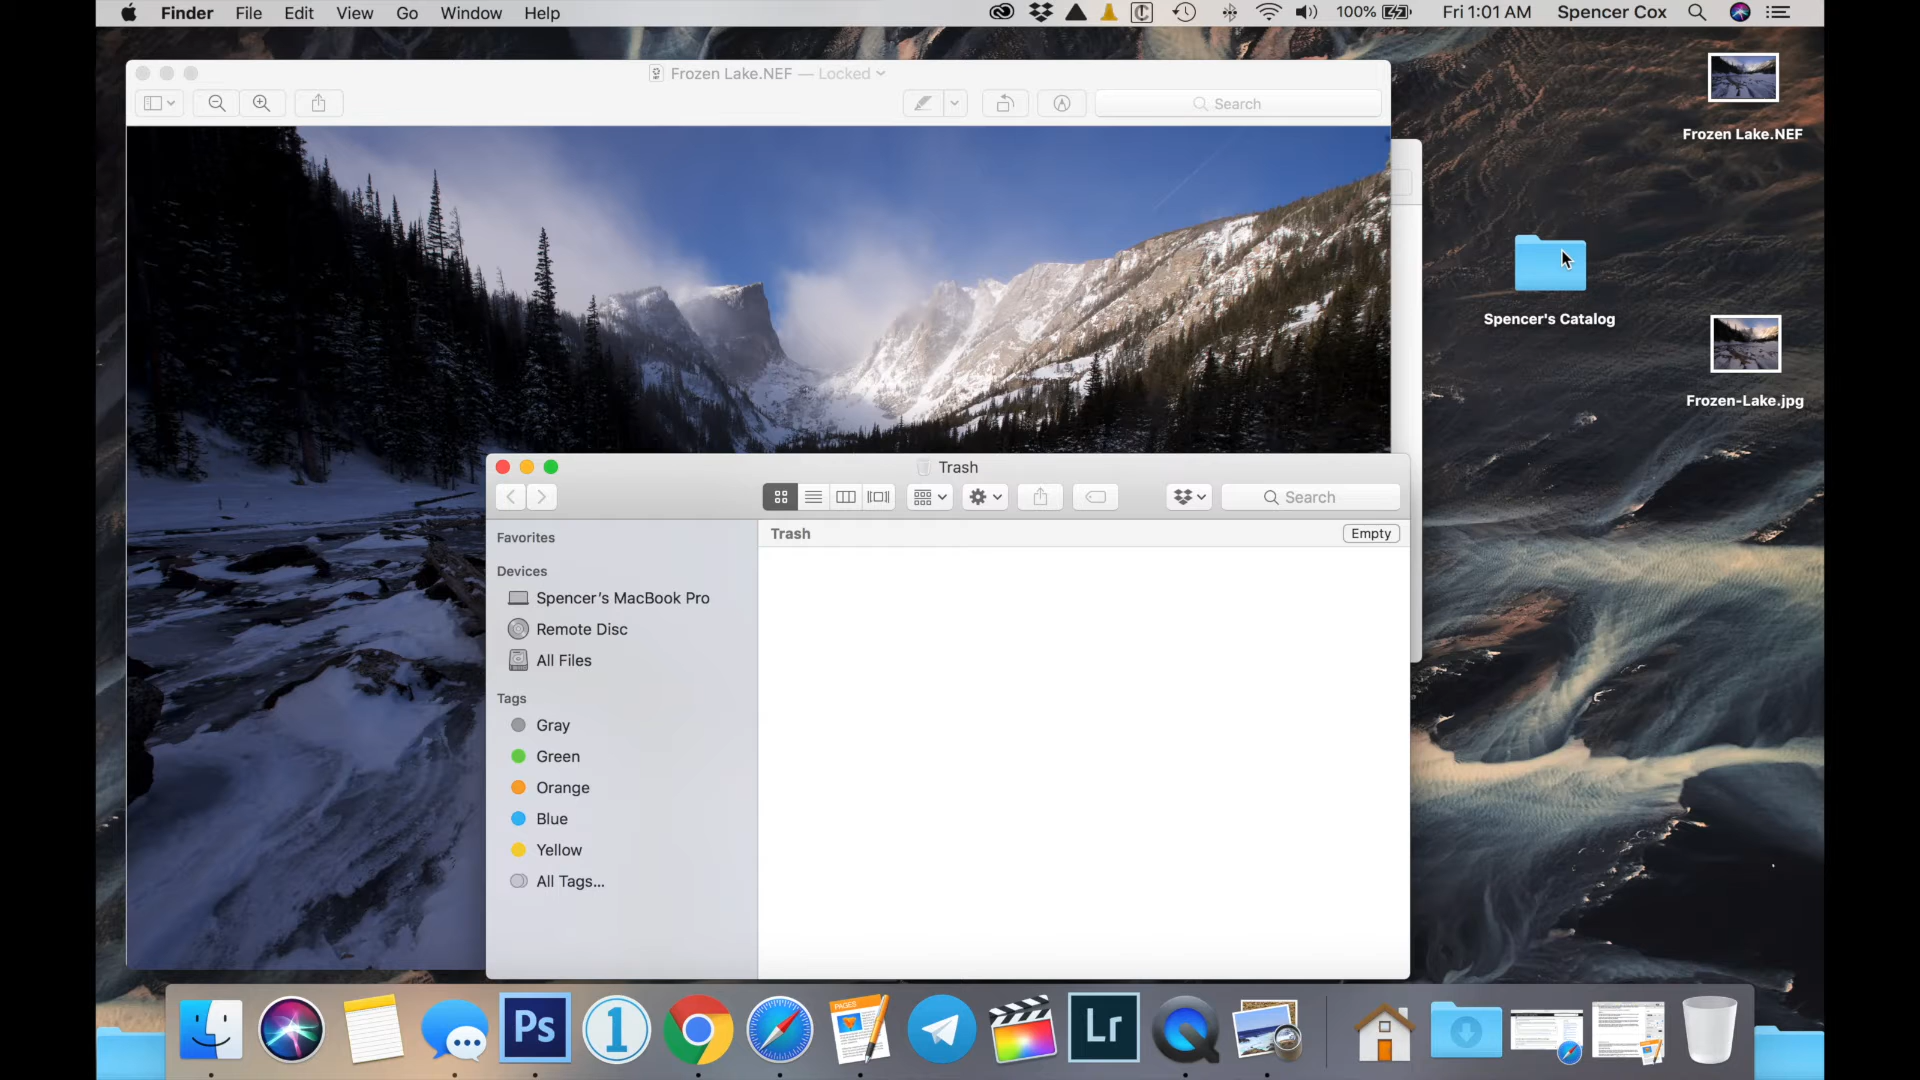 Finder File Edit View Go Window Help 100% Fri 1:01 AM Spencer Cox
Frozen Lake.NEF — Locked
Search
Frozen Lake.NEF
Spencer's Catalog
Frozen-Lake.jpg
Trash
Search
Trash
Empty
Favorites
Devices
Spencer's MacBook Pro
Remote Disc
All Files
Tags
Gray
Green
Orange
Blue
Yellow
All Tags...
Ps
1
PAGES
Lr